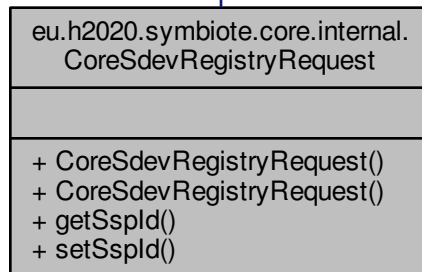 eu.h2020.symbiote.core.internal.
CoreSdevRegistryRequest
+ CoreSdevRegistryRequest()
+ CoreSdevRegistryRequest()
+ getSspId()
+ setSspId()